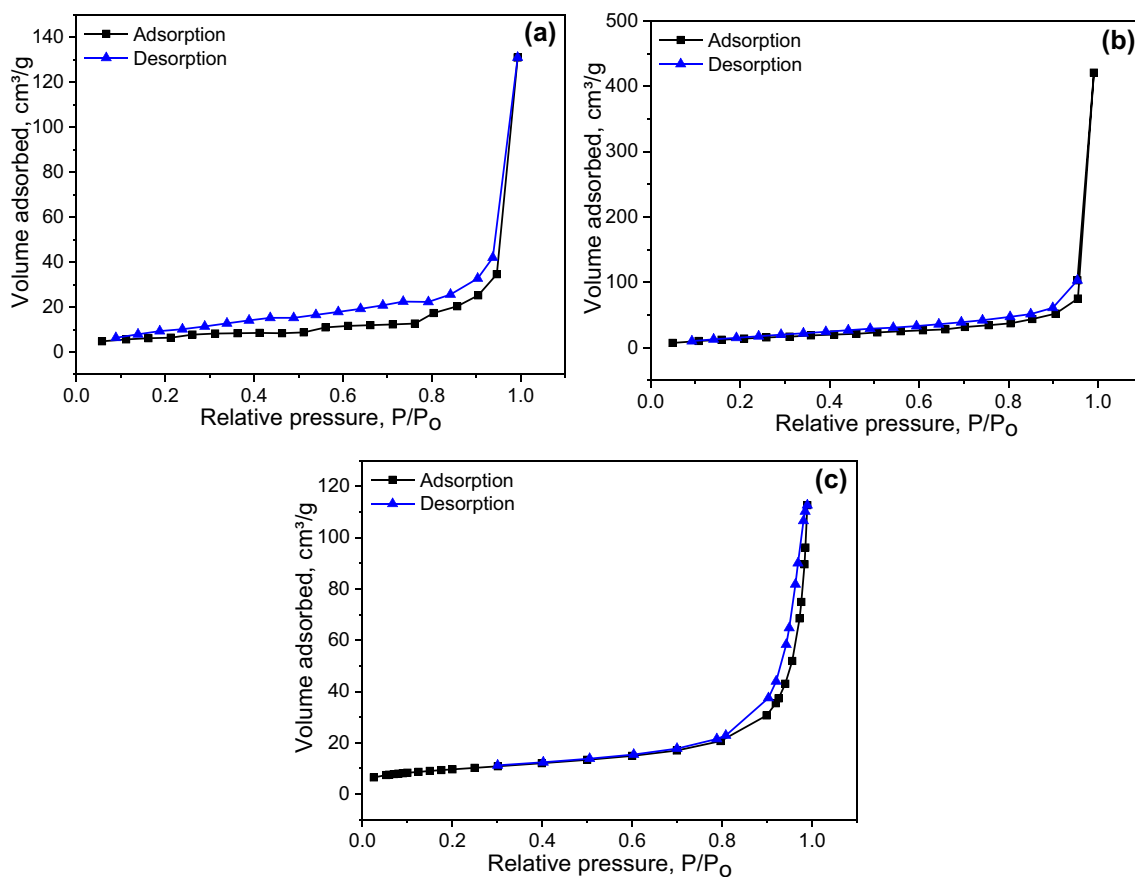 (a)
Adsorption
Desorption
Volume adsorbed, cm³/g
140
120
100
80
60
40
20
0
0.0 0.2 0.4 0.6 0.8 1.0
Relative pressure, P/Po
(b)
Adsorption
Desorption
Volume adsorbed, cm³/g
500
400
300
200
100
0
0.0 0.2 0.4 0.6 0.8 1.0
Relative pressure, P/Po
(c)
Adsorption
Desorption
Volume adsorbed, cm³/g
120
100
80
60
40
20
0
0.0 0.2 0.4 0.6 0.8 1.0
Relative pressure, P/Po